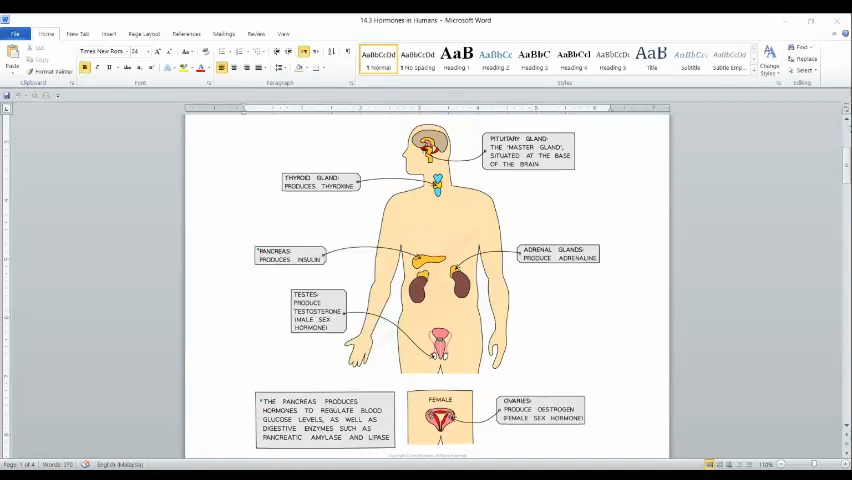 14.3 Hormones in Humans - Microsoft Word
File
Home
New Tab
Insert
Page Layout
References
Mailings
Review
View
Paste
Cut
Copy
Format Painter
Clipboard
Times New Rom
24
Font
Paragraph
AaBbCcDd
¶ Normal
AaBbCcDd
¶ No Spacing
AaB
Heading 1
AaBbCc
Heading 2
AaBbC
Heading 3
AaBbCcI
Heading 4
AaBbCcDc
Heading 5
AaB
Title
AaBbCc
Subtitle
AaBbCcDd
Subtle Emp...
Styles
Change
Styles
Find
Replace
Select
Editing
PITUITARY GLAND:
THE 'MASTER GLAND',
SITUATED AT THE BASE
OF THE BRAIN
THYROID GLAND:
PRODUCES THYROXINE
*PANCREAS:
PRODUCES INSULIN
ADRENAL GLANDS:
PRODUCE ADRENALINE
TESTES:
PRODUCE
TESTOSTERONE
(MALE SEX
HORMONE)
*THE PANCREAS PRODUCES
HORMONES TO REGULATE BLOOD
GLUCOSE LEVELS, AS WELL AS
DIGESTIVE ENZYMES SUCH AS
PANCREATIC AMYLASE AND LIPASE
FEMALE
OVARIES:
PRODUCE OESTROGEN
(FEMALE SEX HORMONE)
Page: 1 of 4
Words: 370
English (Malaysia)
110%